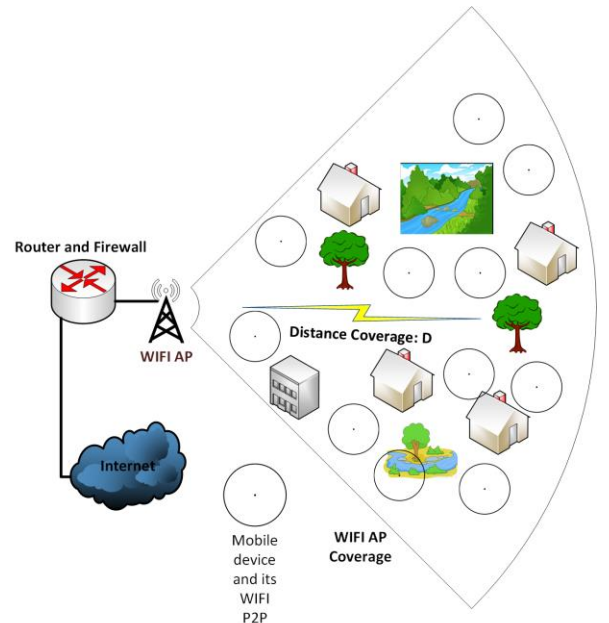 Router and Firewall
WIFI AP
Distance Coverage: D
Internet
WIFI AP
Coverage
Mobile
device
and its
WIFI
P2P